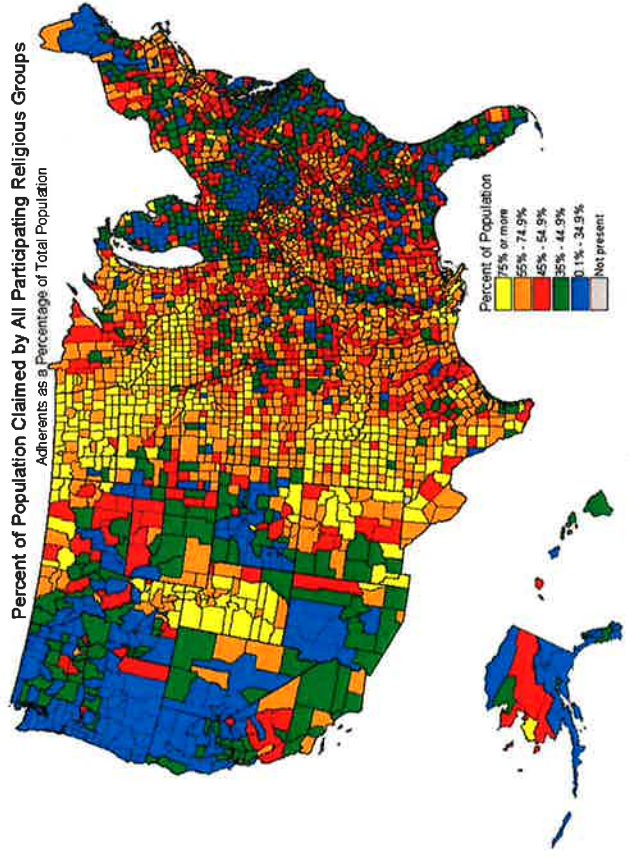 Percent of Population Claimed by All Participating Religious Groups
Adherents as a Percentage of Total Population
Percent of Population
75% or more
55% - 74.9%
45% - 54.9%
35% - 44.9%
0.1% - 34.9%
Not present